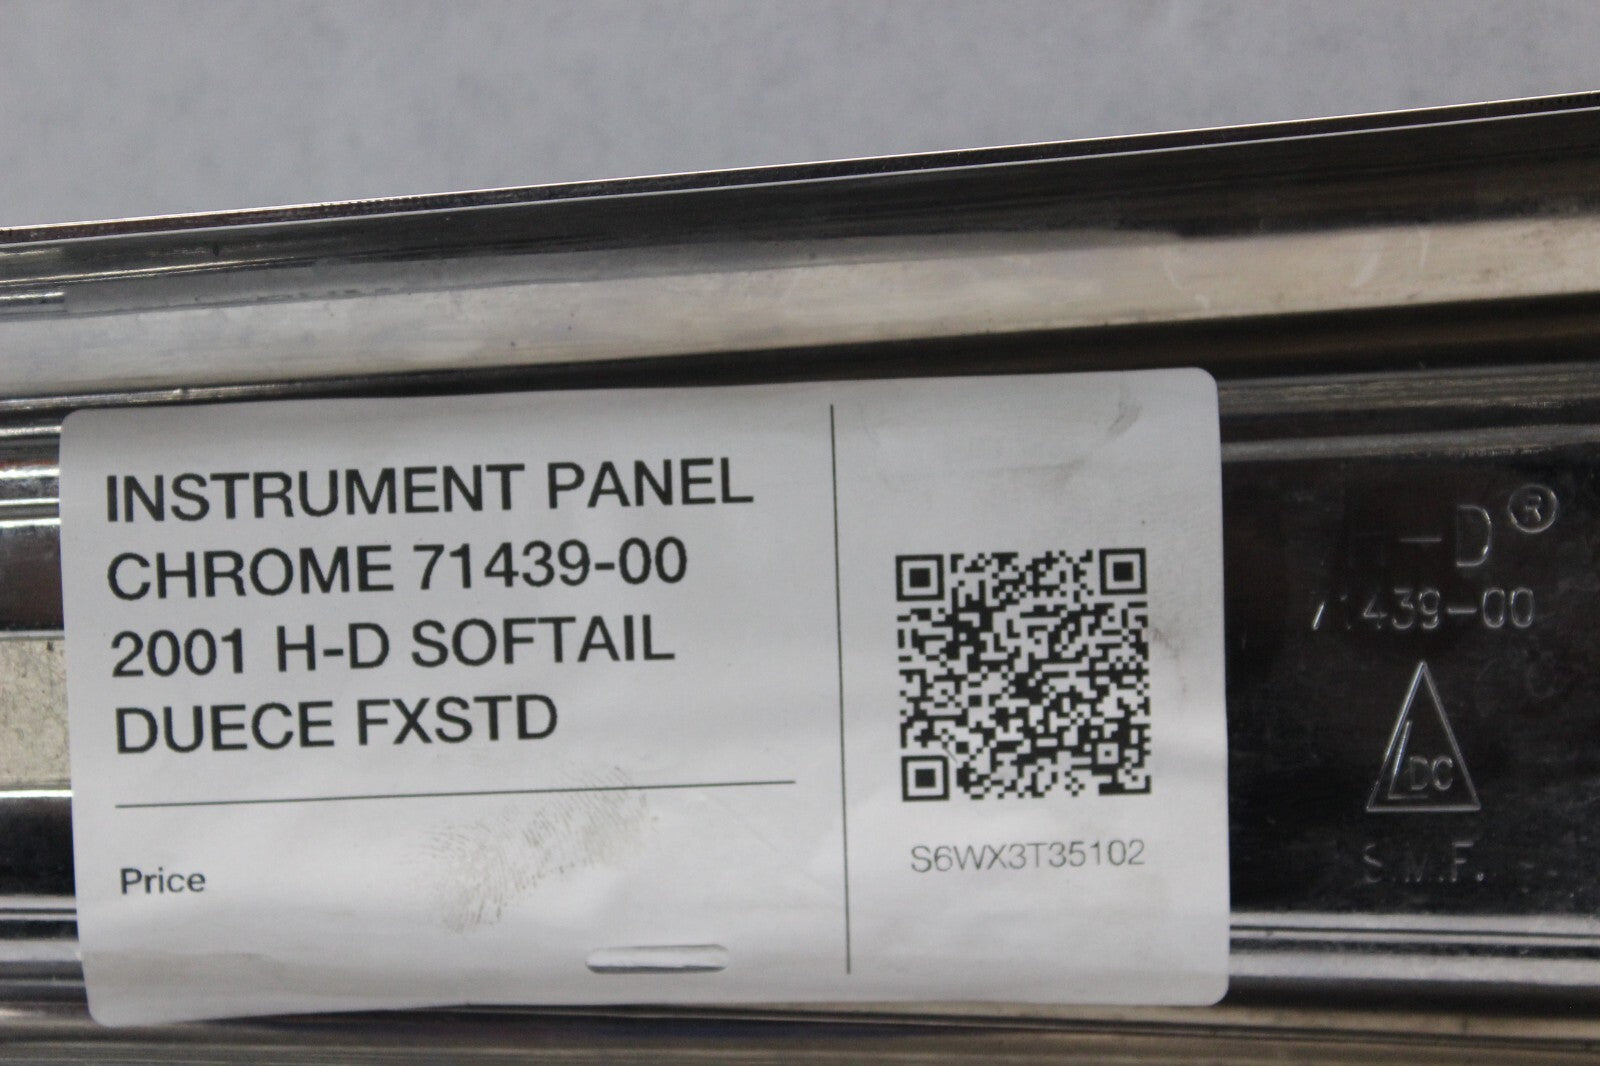 INSTRUMENT PANEL
CHROME 71439-00
2001 H-D SOFTAIL
DUECE FXSTD
Price
S6WX3T35102
H-D®
71439-00
DC
S.M.F.